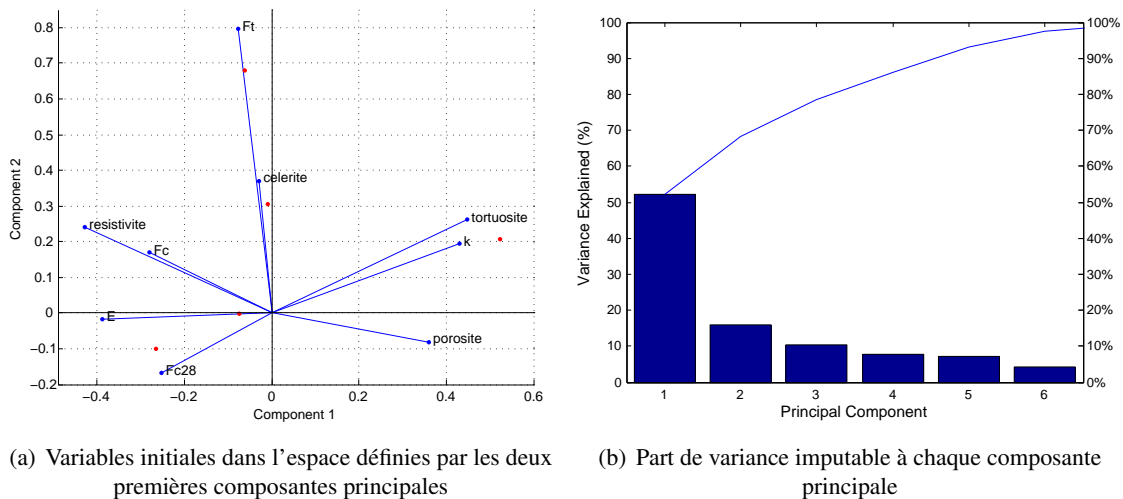 0.8
0.7
0.6
0.5
0.4
0.3
0.2
0.1
0
−0.1
−0.2
Component 2
Ft
celerite
resistivite
Fc
tortuosite
k
E
porosite
Fc28
−0.4
−0.2
0
0.2
0.4
0.6
Component 1
100
90
80
70
60
50
40
30
20
10
0
Variance Explained (%)
100%
90%
80%
70%
60%
50%
40%
30%
20%
10%
0%
1
2
3
4
5
6
Principal Component
(a) Variables initiales dans l'espace définies par les deux
premières composantes principales
(b) Part de variance imputable à chaque composante
principale